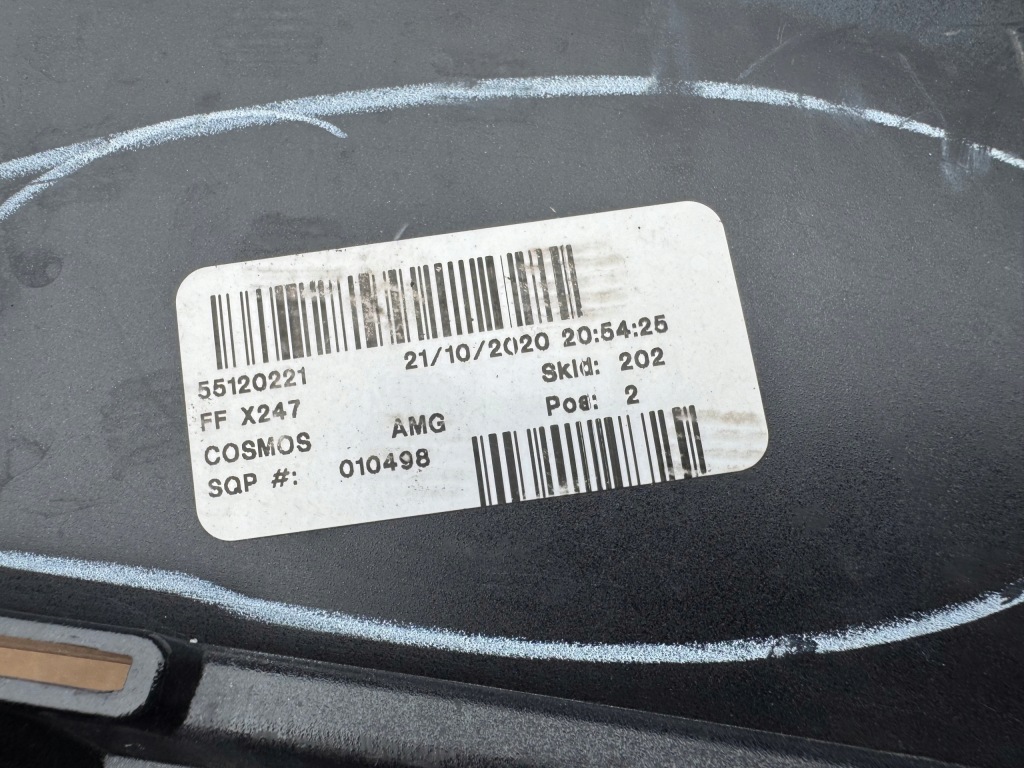 55120221 21/10/2020 20:54:25
FF X247 SkId: 202
COSMOS AMG Pos: 2
SQP #: 010498